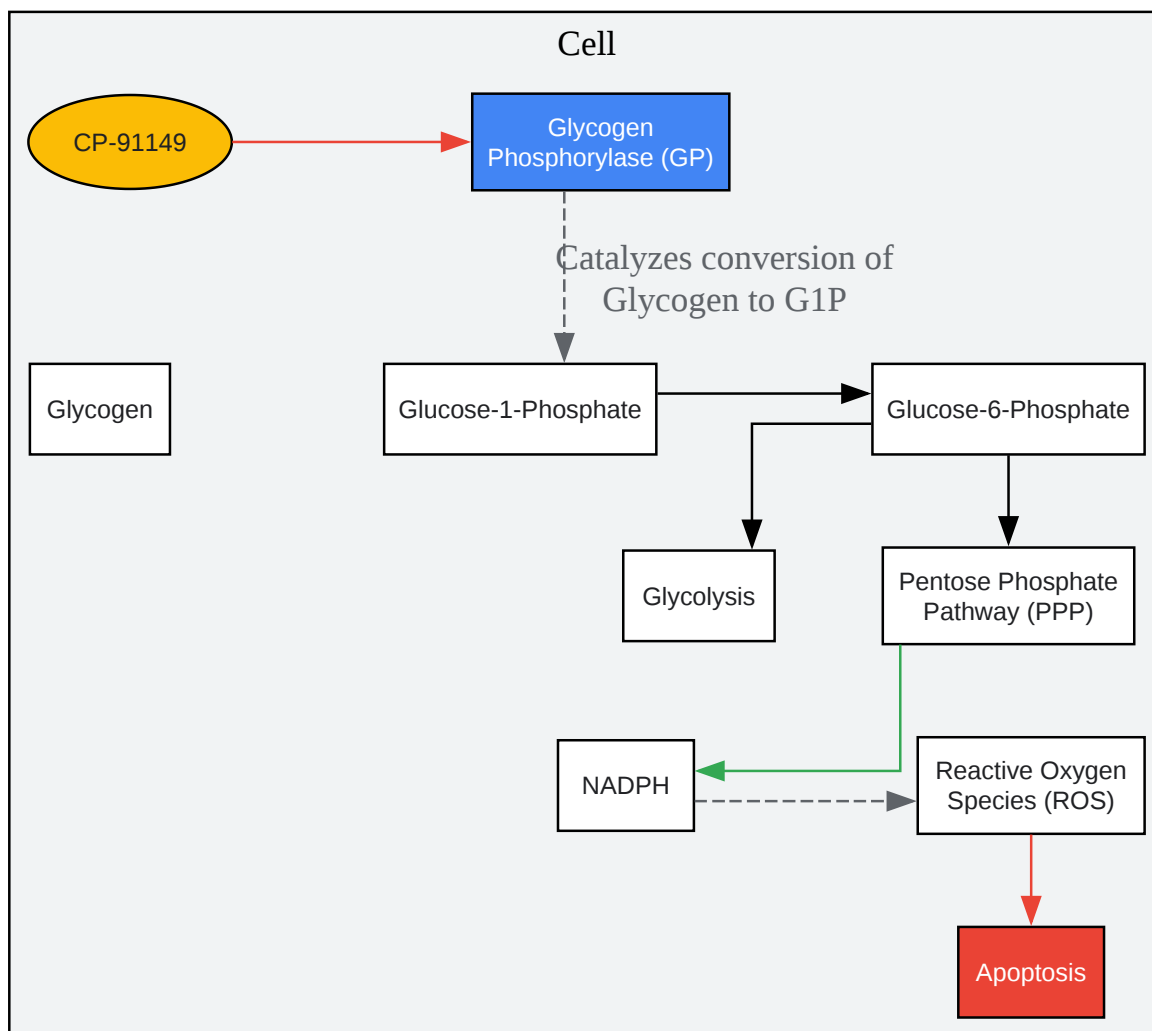 Cell
CP-91149
Glycogen
Phosphorylase (GP)
Catalyzes conversion of
Glycogen to G1P
Glycogen
Glucose-1-Phosphate
Glucose-6-Phosphate
Glycolysis
Pentose Phosphate
Pathway (PPP)
NADPH
Reactive Oxygen
Species (ROS)
Apoptosis